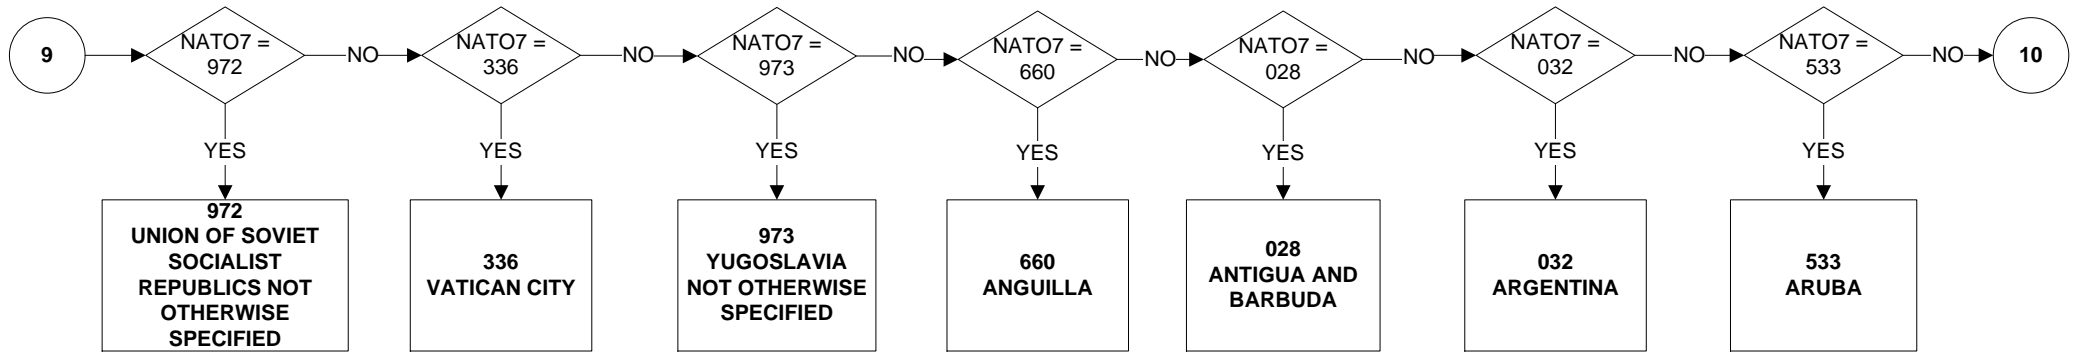 9
NATO7 =
972
NO
NATO7 =
336
NO
NATO7 =
973
NO
NATO7 =
660
NO
NATO7 =
028
NO
NATO7 =
032
NO
NATO7 =
533
NO
10
YES
YES
YES
YES
YES
YES
YES
972
UNION OF SOVIET
SOCIALIST
REPUBLICS NOT
OTHERWISE
SPECIFIED
336
VATICAN CITY
973
YUGOSLAVIA
NOT OTHERWISE
SPECIFIED
660
ANGUILLA
028
ANTIGUA AND
BARBUDA
032
ARGENTINA
533
ARUBA